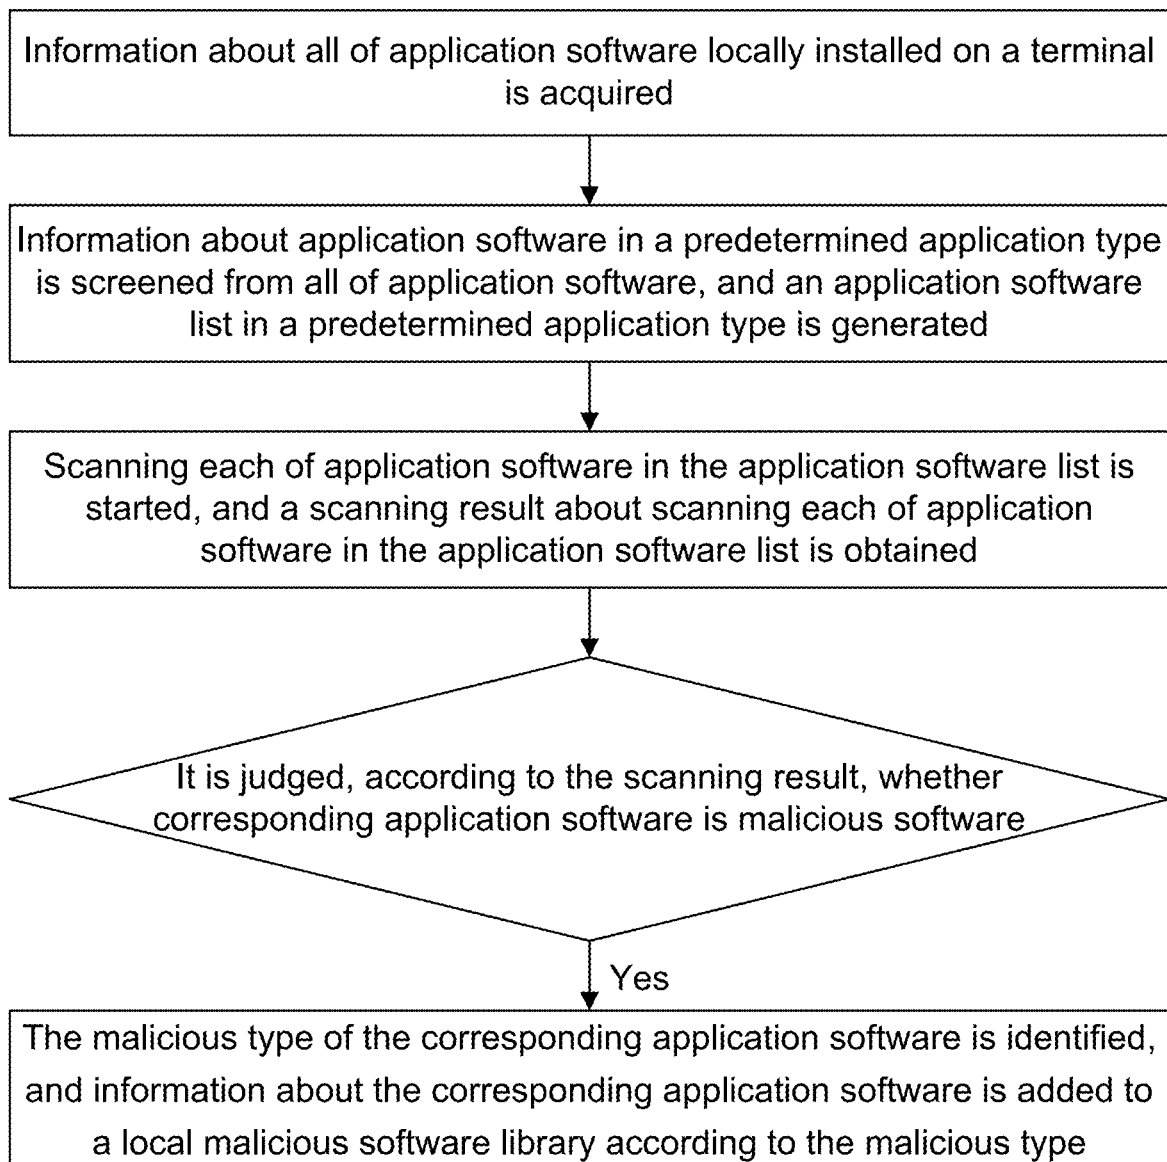 Information about all of application software locally installed on a terminal
is acquired
Information about application software in a predetermined application type
is screened from all of application software, and an application software
list in a predetermined application type is generated
Scanning each of application software in the application software list is
started, and a scanning result about scanning each of application
software in the application software list is obtained
It is judged, according to the scanning result, whether
corresponding application software is malicious software
Yes
The malicious type of the corresponding application software is identified,
and information about the corresponding application software is added to
a local malicious software library according to the malicious type